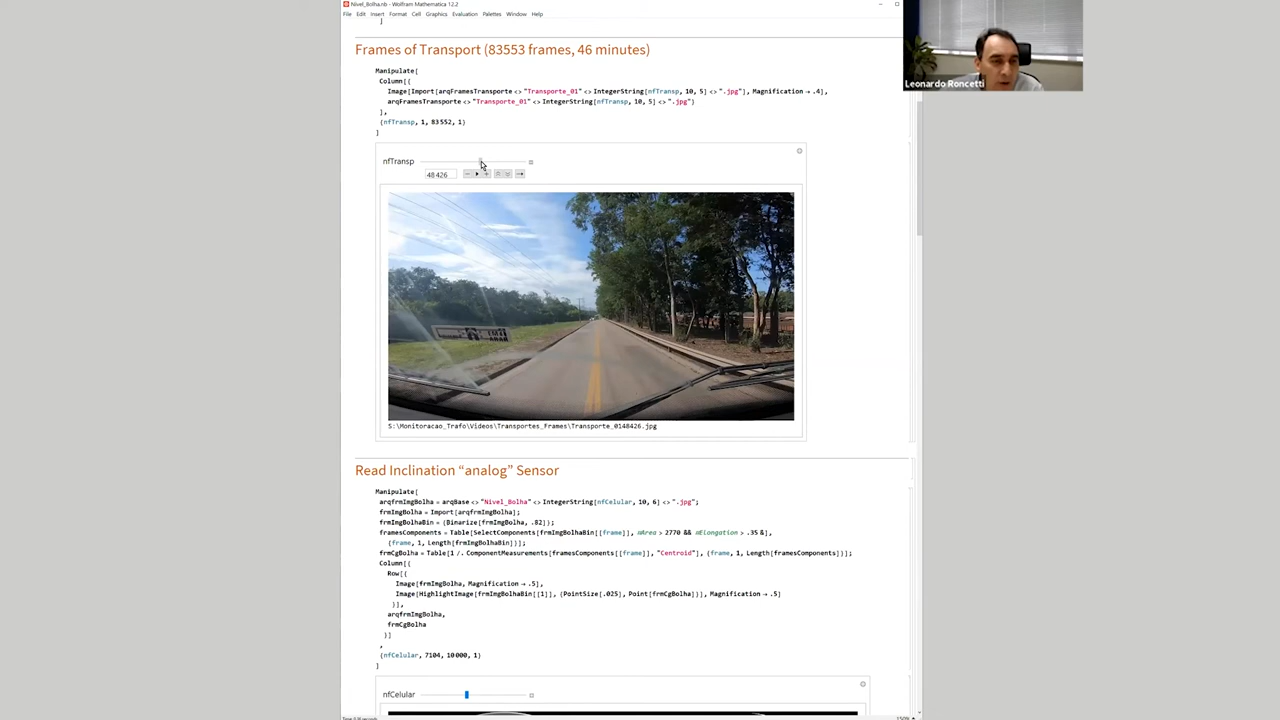 Nivel_Bolha.nb - Wolfram Mathematica 12.2
File Edit Insert Format Cell Graphics Evaluation Palettes Window Help
]
Leonardo Roncetti
Frames of Transport (83553 frames, 46 minutes)
Manipulate[
Column[{
Image[Import[arqFramesTransporte <> "Transporte_01" <> IntegerString[nfTransp, 10, 5] <> ".jpg"], Magnification → .4],
arqFramesTransporte <> "Transporte_01" <> IntegerString[nfTransp, 10, 5] <> ".jpg"}
],
{nfTransp, 1, 83552, 1}
]
nfTransp
48426
S:\Monitoracao_Trafo\Videos\Transportes_Frames\Transporte_0148426.jpg
Read Inclination “analog” Sensor
Manipulate[
arqfrmImgBolha = arqBase <> "Nivel_Bolha" <> IntegerString[nfCelular, 10, 6] <> ".jpg";
frmImgBolha = Import[arqfrmImgBolha];
frmImgBolhaBin = {Binarize[frmImgBolha, .82]};
framesComponents = Table[SelectComponents[frmImgBolhaBin[[frame]], #Area > 2770 && #Elongation > .35 &],
{frame, 1, Length[frmImgBolhaBin]}];
frmCgBolha = Table[1 /. ComponentMeasurements[framesComponents[[frame]], "Centroid"], {frame, 1, Length[framesComponents]}];
Column[{
Row[{
Image[frmImgBolha, Magnification → .5],
Image[HighlightImage[frmImgBolhaBin[[1]], {PointSize[.025], Point[frmCgBolha]}], Magnification → .5]
}],
arqfrmImgBolha,
frmCgBolha
}]
,
{nfCelular, 7104, 10000, 1}
]
nfCelular
150%